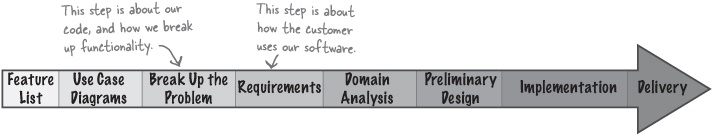 This step is about our
code, and how we break
up functionality.
This step is about
how the customer
uses our software.
Feature
List
Use Case
Diagrams
Break Up the
Problem
Requirements
Domain
Analysis
Preliminary
Design
Implementation
Delivery